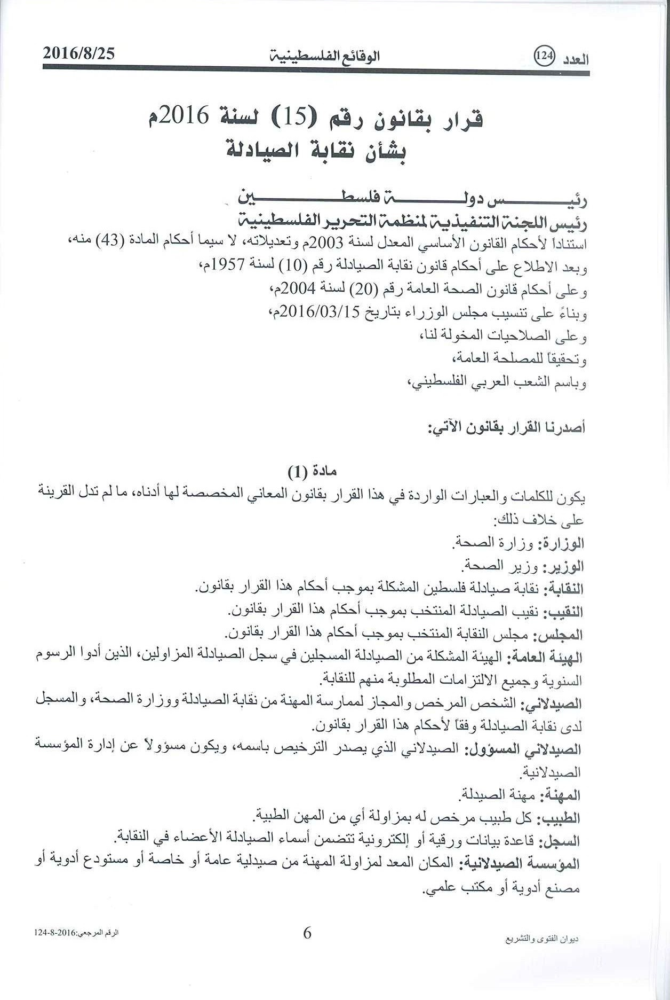 العدد 124 الوقائع الفلسطينية 2016/8/25
قرار بقانون رقم (15) لسنة 2016م
بشأن نقابة الصيادلة
رئيـــــــس دولـــــــة فلسطـــــــين
رئيس اللجنة التنفيذية لمنظمة التحرير الفلسطينية
استناداً لأحكام القانون الأساسي المعدل لسنة 2003م وتعديلاته، لا سيما أحكام المادة (43) منه،
وبعد الاطلاع على أحكام قانون نقابة الصيادلة رقم (10) لسنة 1957م،
وعلى أحكام قانون الصحة العامة رقم (20) لسنة 2004م،
وبناءً على تنسيب مجلس الوزراء بتاريخ 2016/03/15م،
وعلى الصلاحيات المخولة لنا،
وتحقيقاً للمصلحة العامة،
وباسم الشعب العربي الفلسطيني،
أصدرنا القرار بقانون الآتي:
مادة (1)
يكون للكلمات والعبارات الواردة في هذا القرار بقانون المعاني المخصصة لها أدناه، ما لم تدل القرينة
على خلاف ذلك:
الوزارة: وزارة الصحة.
الوزير: وزير الصحة.
النقابة: نقابة صيادلة فلسطين المشكلة بموجب أحكام هذا القرار بقانون.
النقيب: نقيب الصيادلة المنتخب بموجب أحكام هذا القرار بقانون.
المجلس: مجلس النقابة المنتخب بموجب أحكام هذا القرار بقانون.
الهيئة العامة: الهيئة المشكلة من الصيادلة المسجلين في سجل الصيادلة المزاولين، الذين أدوا الرسوم
السنوية وجميع الالتزامات المطلوبة منهم للنقابة.
الصيدلاني: الشخص المرخص والمجاز لممارسة المهنة من نقابة الصيادلة ووزارة الصحة، والمسجل
لدى نقابة الصيادلة وفقاً لأحكام هذا القرار بقانون.
الصيدلاني المسؤول: الصيدلاني الذي يصدر الترخيص باسمه، ويكون مسؤولاً عن إدارة المؤسسة
الصيدلانية.
المهنة: مهنة الصيدلة.
الطبيب: كل طبيب مرخص له بمزاولة أي من المهن الطبية.
السجل: قاعدة بيانات ورقية أو إلكترونية تتضمن أسماء الصيادلة الأعضاء في النقابة.
المؤسسة الصيدلانية: المكان المعد لمزاولة المهنة من صيدلية عامة أو خاصة أو مستودع أدوية أو
مصنع أدوية أو مكتب علمي.
ديوان الفتوى والتشريع 6 الرقم المرجعي:2016-8-124